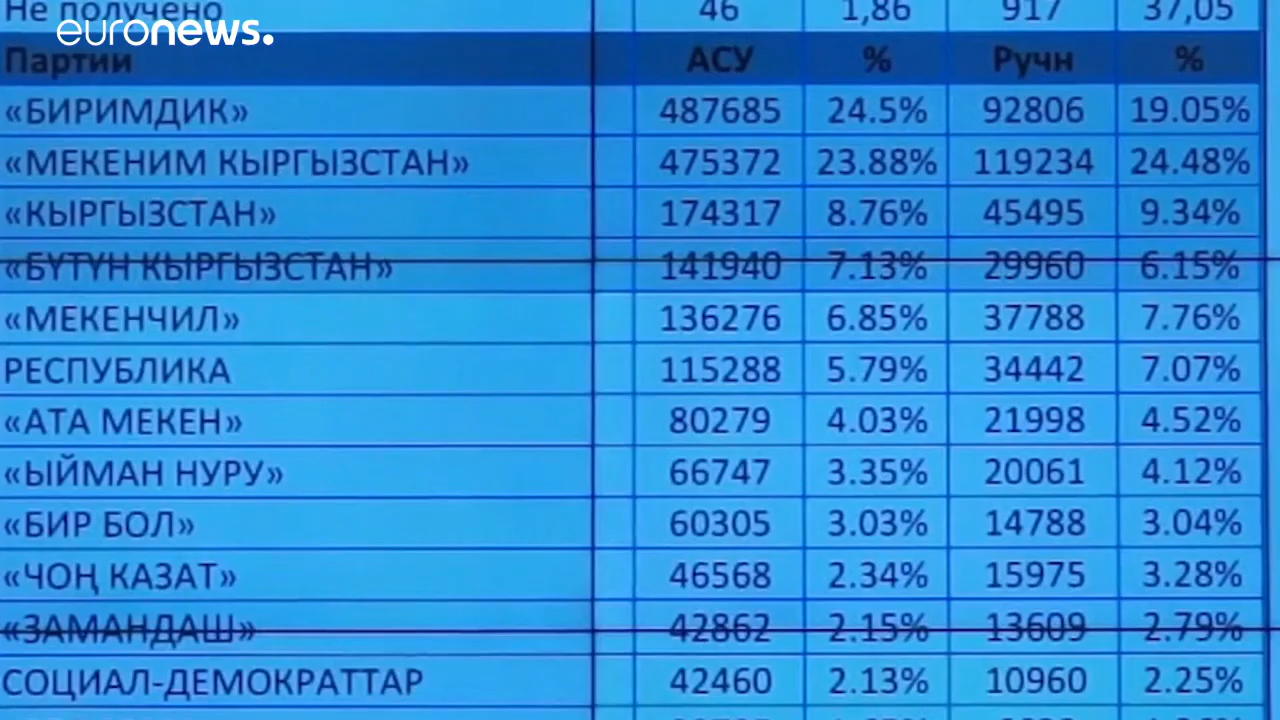 Не получено 46 1,86 917 37,05
euronews.
Партии АСУ % Ручн %
«БИРИМДИК» 487685 24.5% 92806 19.05%
«МЕКЕНИМ КЫРГЫЗСТАН» 475372 23.88% 119234 24.48%
«КЫРГЫЗСТАН» 174317 8.76% 45495 9.34%
«БҮТҮН КЫРГЫЗСТАН» 141940 7.13% 29960 6.15%
«МЕКЕНЧИЛ» 136276 6.85% 37788 7.76%
РЕСПУБЛИКА 115288 5.79% 34442 7.07%
«АТА МЕКЕН» 80279 4.03% 21998 4.52%
«ЫЙМАН НУРУ» 66747 3.35% 20061 4.12%
«БИР БОЛ» 60305 3.03% 14788 3.04%
«ЧОҢ КАЗАТ» 46568 2.34% 15975 3.28%
«ЗАМАНДАШ» 42862 2.15% 13609 2.79%
СОЦИАЛ-ДЕМОКРАТТАР 42460 2.13% 10960 2.25%